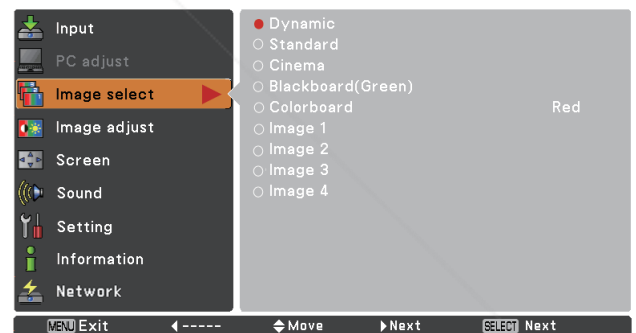 Input
PC adjust
Image select
Image adjust
Screen
Sound
Setting
Information
Network
Dynamic
Standard
Cinema
Blackboard(Green)
Colorboard Red
Image 1
Image 2
Image 3
Image 4
MENU Exit ----- Move Next SELECT Next